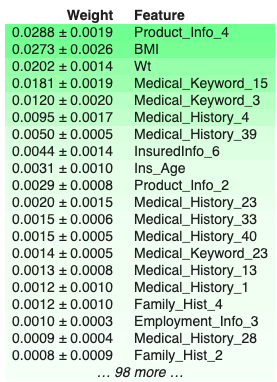 Weight Feature
0.0288 ± 0.0019 Product_Info_4
0.0273 ± 0.0026 BMI
0.0202 ± 0.0014 Wt
0.0181 ± 0.0019 Medical_Keyword_15
0.0120 ± 0.0020 Medical_Keyword_3
0.0095 ± 0.0017 Medical_History_4
0.0050 ± 0.0005 Medical_History_39
0.0044 ± 0.0014 InsuredInfo_6
0.0031 ± 0.0010 Ins_Age
0.0029 ± 0.0008 Product_Info_2
0.0020 ± 0.0015 Medical_History_23
0.0015 ± 0.0006 Medical_History_33
0.0015 ± 0.0005 Medical_History_40
0.0014 ± 0.0005 Medical_Keyword_23
0.0013 ± 0.0008 Medical_History_13
0.0012 ± 0.0010 Medical_History_1
0.0012 ± 0.0010 Family_Hist_4
0.0010 ± 0.0003 Employment_Info_3
0.0009 ± 0.0004 Medical_History_28
0.0008 ± 0.0009 Family_Hist_2
… 98 more …